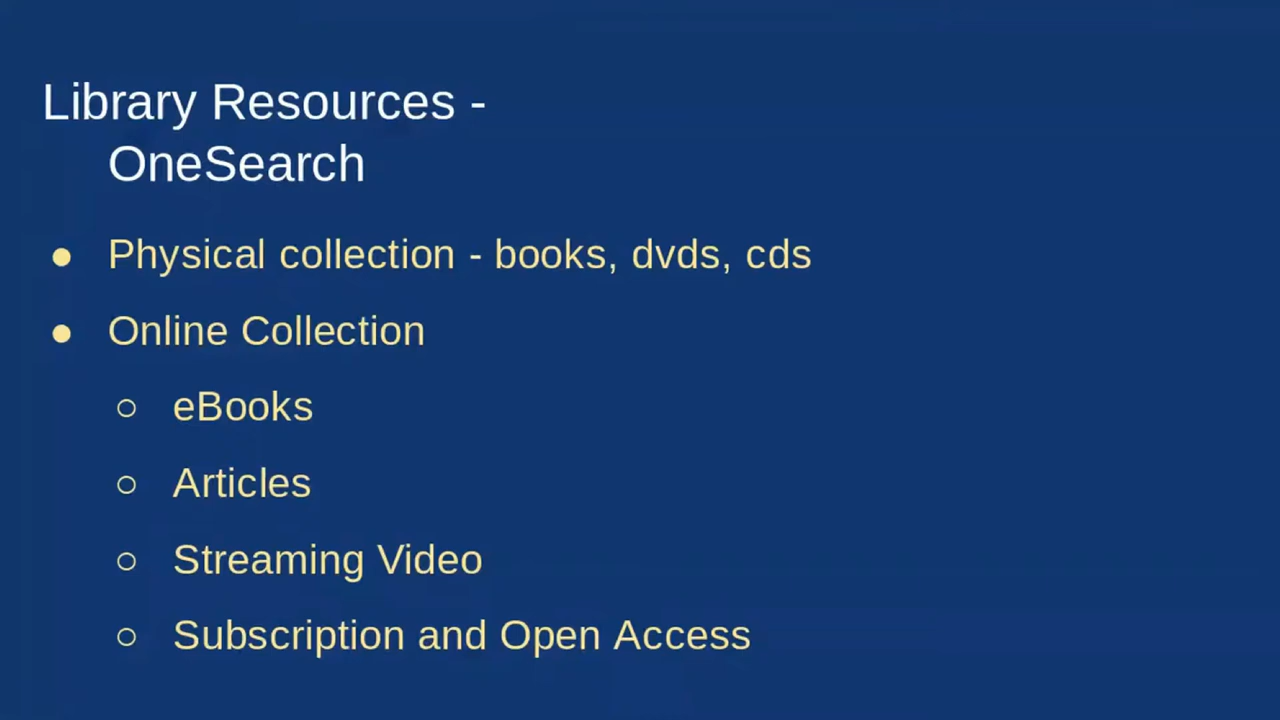 Library Resources -
OneSearch
● Physical collection - books, dvds, cds
● Online Collection
○ eBooks
○ Articles
○ Streaming Video
○ Subscription and Open Access